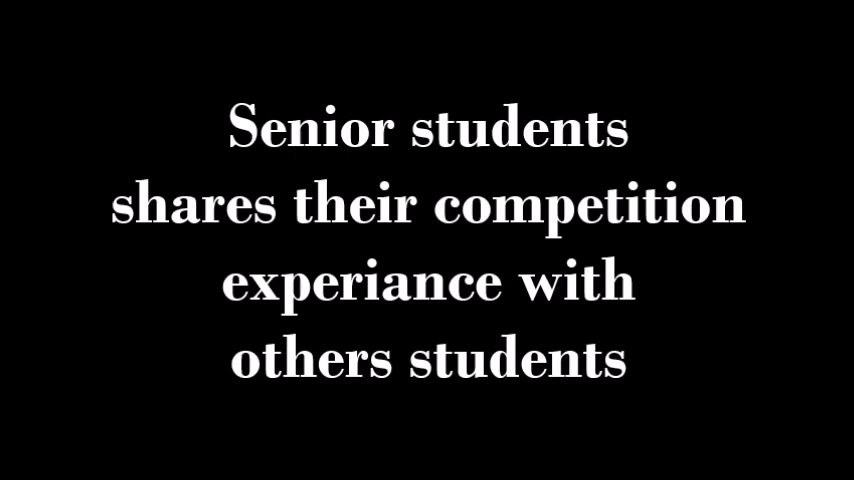 Senior students
shares their competition
experiance with
others students